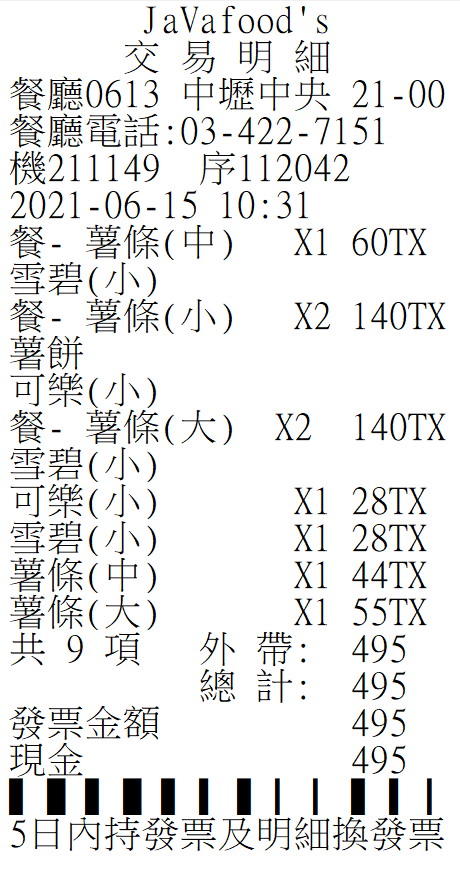 JaVafood's
交 易 明 細
餐廳0613 中壢中央 21-00
餐廳電話:03-422-7151
機211149 序112042
2021-06-15 10:31
餐- 薯條(中) X1 60TX
雪碧(小)
餐- 薯條(小) X2 140TX
薯餅
可樂(小)
餐- 薯條(大) X2 140TX
雪碧(小)
可樂(小) X1 28TX
雪碧(小) X1 28TX
薯條(中) X1 44TX
薯條(大) X1 55TX
共 9 項 外 帶: 495
總 計: 495
發票金額 495
現金 495
5日內持發票及明細換發票